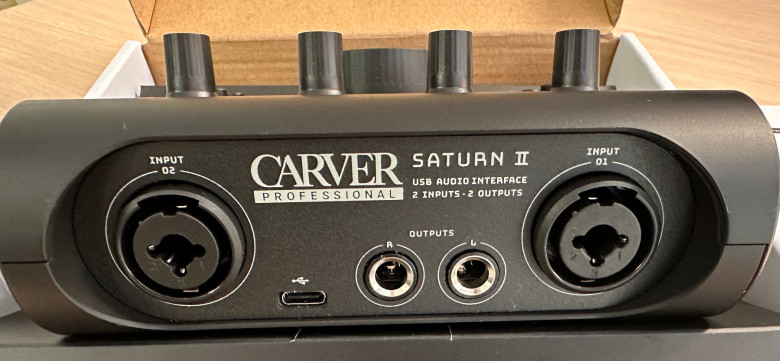 INPUT
02
CARVER
PROFESSIONAL
SATURN II
USB AUDIO INTERFACE
2 INPUTS · 2 OUTPUTS
INPUT
01
OUTPUTS
R
L